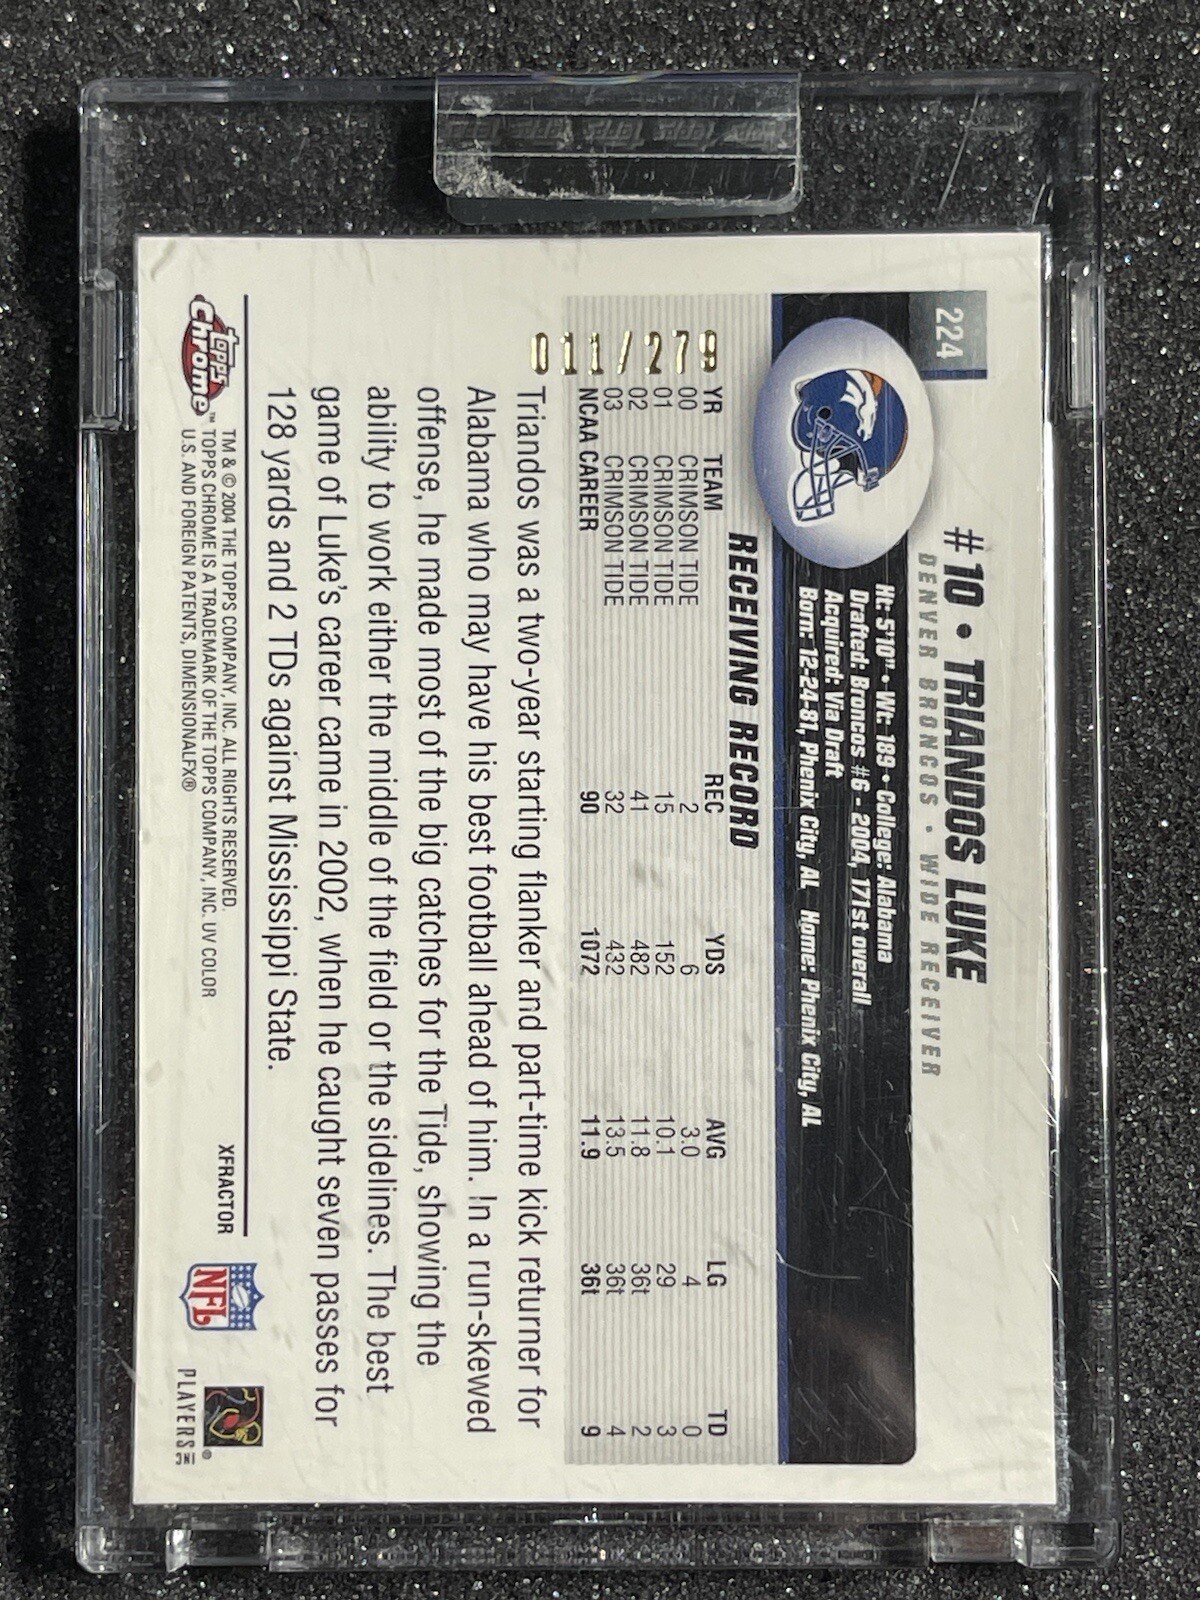 224
#10 • TRIANDOS LUKE
DENVER BRONCOS • WIDE RECEIVER
Ht: 5'10" • Wt: 189 • College: Alabama
Drafted: Broncos #6 - 2004, 171st overall
Acquired: Via Draft
Born: 12-24-81, Phenix City, AL Home: Phenix City, AL
RECEIVING RECORD
YR TEAM REC YDS AVG LG TD
00 CRIMSON TIDE 2 6 3.0 4 0
01 CRIMSON TIDE 15 152 10.1 29 3
02 CRIMSON TIDE 41 482 11.8 36t 2
03 CRIMSON TIDE 32 432 13.5 36t 4
NCAA CAREER 90 1072 11.9 36t 9
011/279
Triandos was a two-year starting flanker and part-time kick returner for
Alabama who may have his best football ahead of him. In a run-skewed
offense, he made most of the big catches for the Tide, showing the
ability to work either the middle of the field or the sidelines. The best
game of Luke's career came in 2002, when he caught seven passes for
128 yards and 2 TDs against Mississippi State.
topps
Chrome™
TM & © 2004 THE TOPPS COMPANY, INC. ALL RIGHTS RESERVED.
TOPPS CHROME IS A TRADEMARK OF THE TOPPS COMPANY, INC. UV COLOR
U.S. AND FOREIGN PATENTS, DIMENSIONALFX®
XFRACTOR
NFL
PLAYERS INC
®